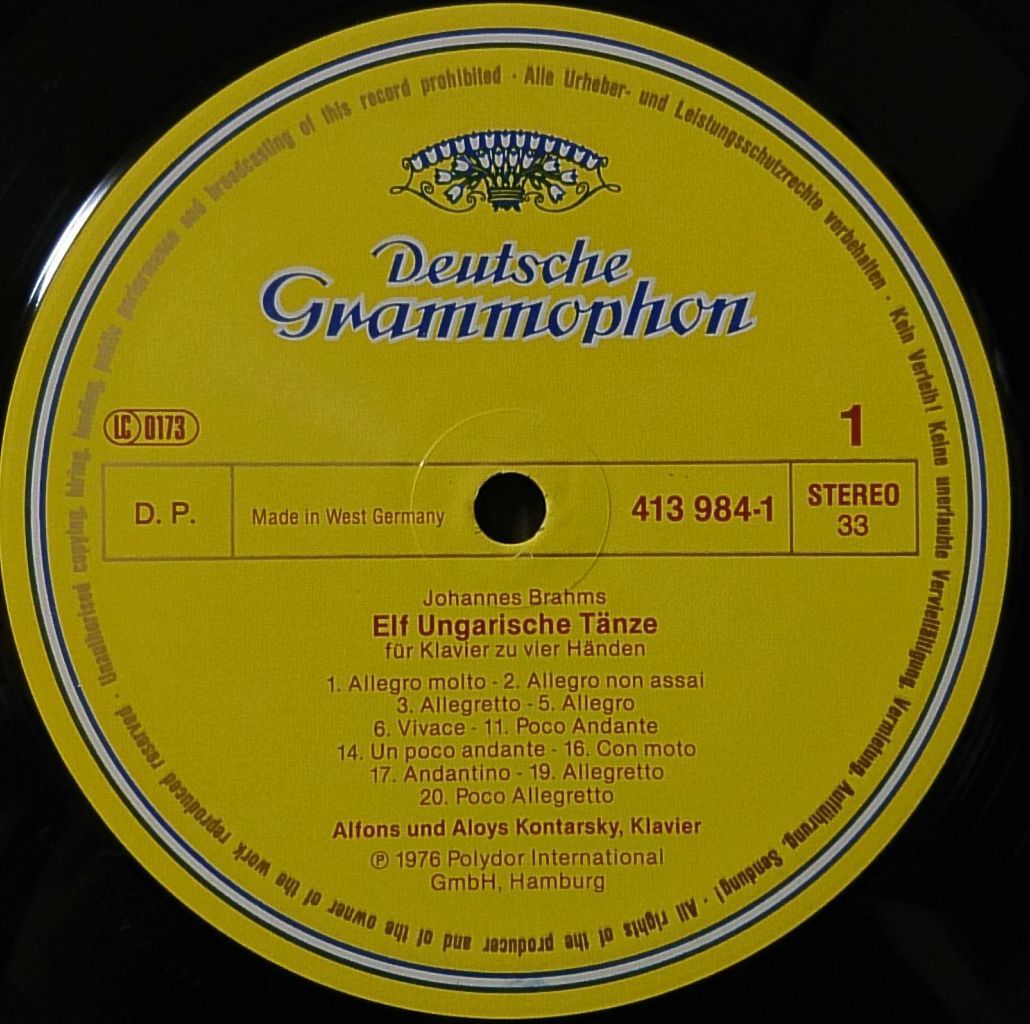 Deutsche
Grammophon
LC 0173
1
D. P.
Made in West Germany
413 984-1
STEREO
33
Johannes Brahms
Elf Ungarische Tänze
für Klavier zu vier Händen
1. Allegro molto - 2. Allegro non assai
3. Allegretto - 5. Allegro
6. Vivace - 11. Poco Andante
14. Un poco andante - 16. Con moto
17. Andantino - 19. Allegretto
20. Poco Allegretto
Alfons und Aloys Kontarsky, Klavier
℗ 1976 Polydor International
GmbH, Hamburg
Alle Urheber- und Leistungsschutzrechte vorbehalten · Kein Verleih! Keine unerlaubte Vervielfältigung, Vermietung, Aufführung, Sendung! · All rights of the producer and of the owner of the work reproduced reserved · Unauthorised copying, hiring, lending, public performance and broadcasting of this record prohibited ·